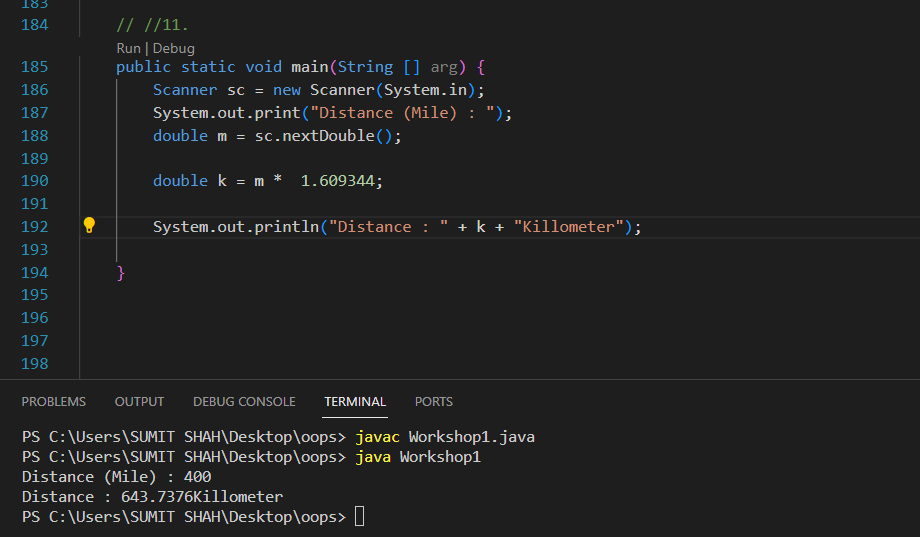 183
184 // //11.
Run | Debug
185 public static void main(String [] arg) {
186 Scanner sc = new Scanner(System.in);
187 System.out.print("Distance (Mile) : ");
188 double m = sc.nextDouble();
189
190 double k = m *  1.609344;
191
192 System.out.println("Distance : " + k + "Killometer");
193
194 }
195
196
197
198
PROBLEMS OUTPUT DEBUG CONSOLE TERMINAL PORTS
PS C:\Users\SUMIT SHAH\Desktop\oops> javac Workshop1.java
PS C:\Users\SUMIT SHAH\Desktop\oops> java Workshop1
Distance (Mile) : 400
Distance : 643.7376Killometer
PS C:\Users\SUMIT SHAH\Desktop\oops>